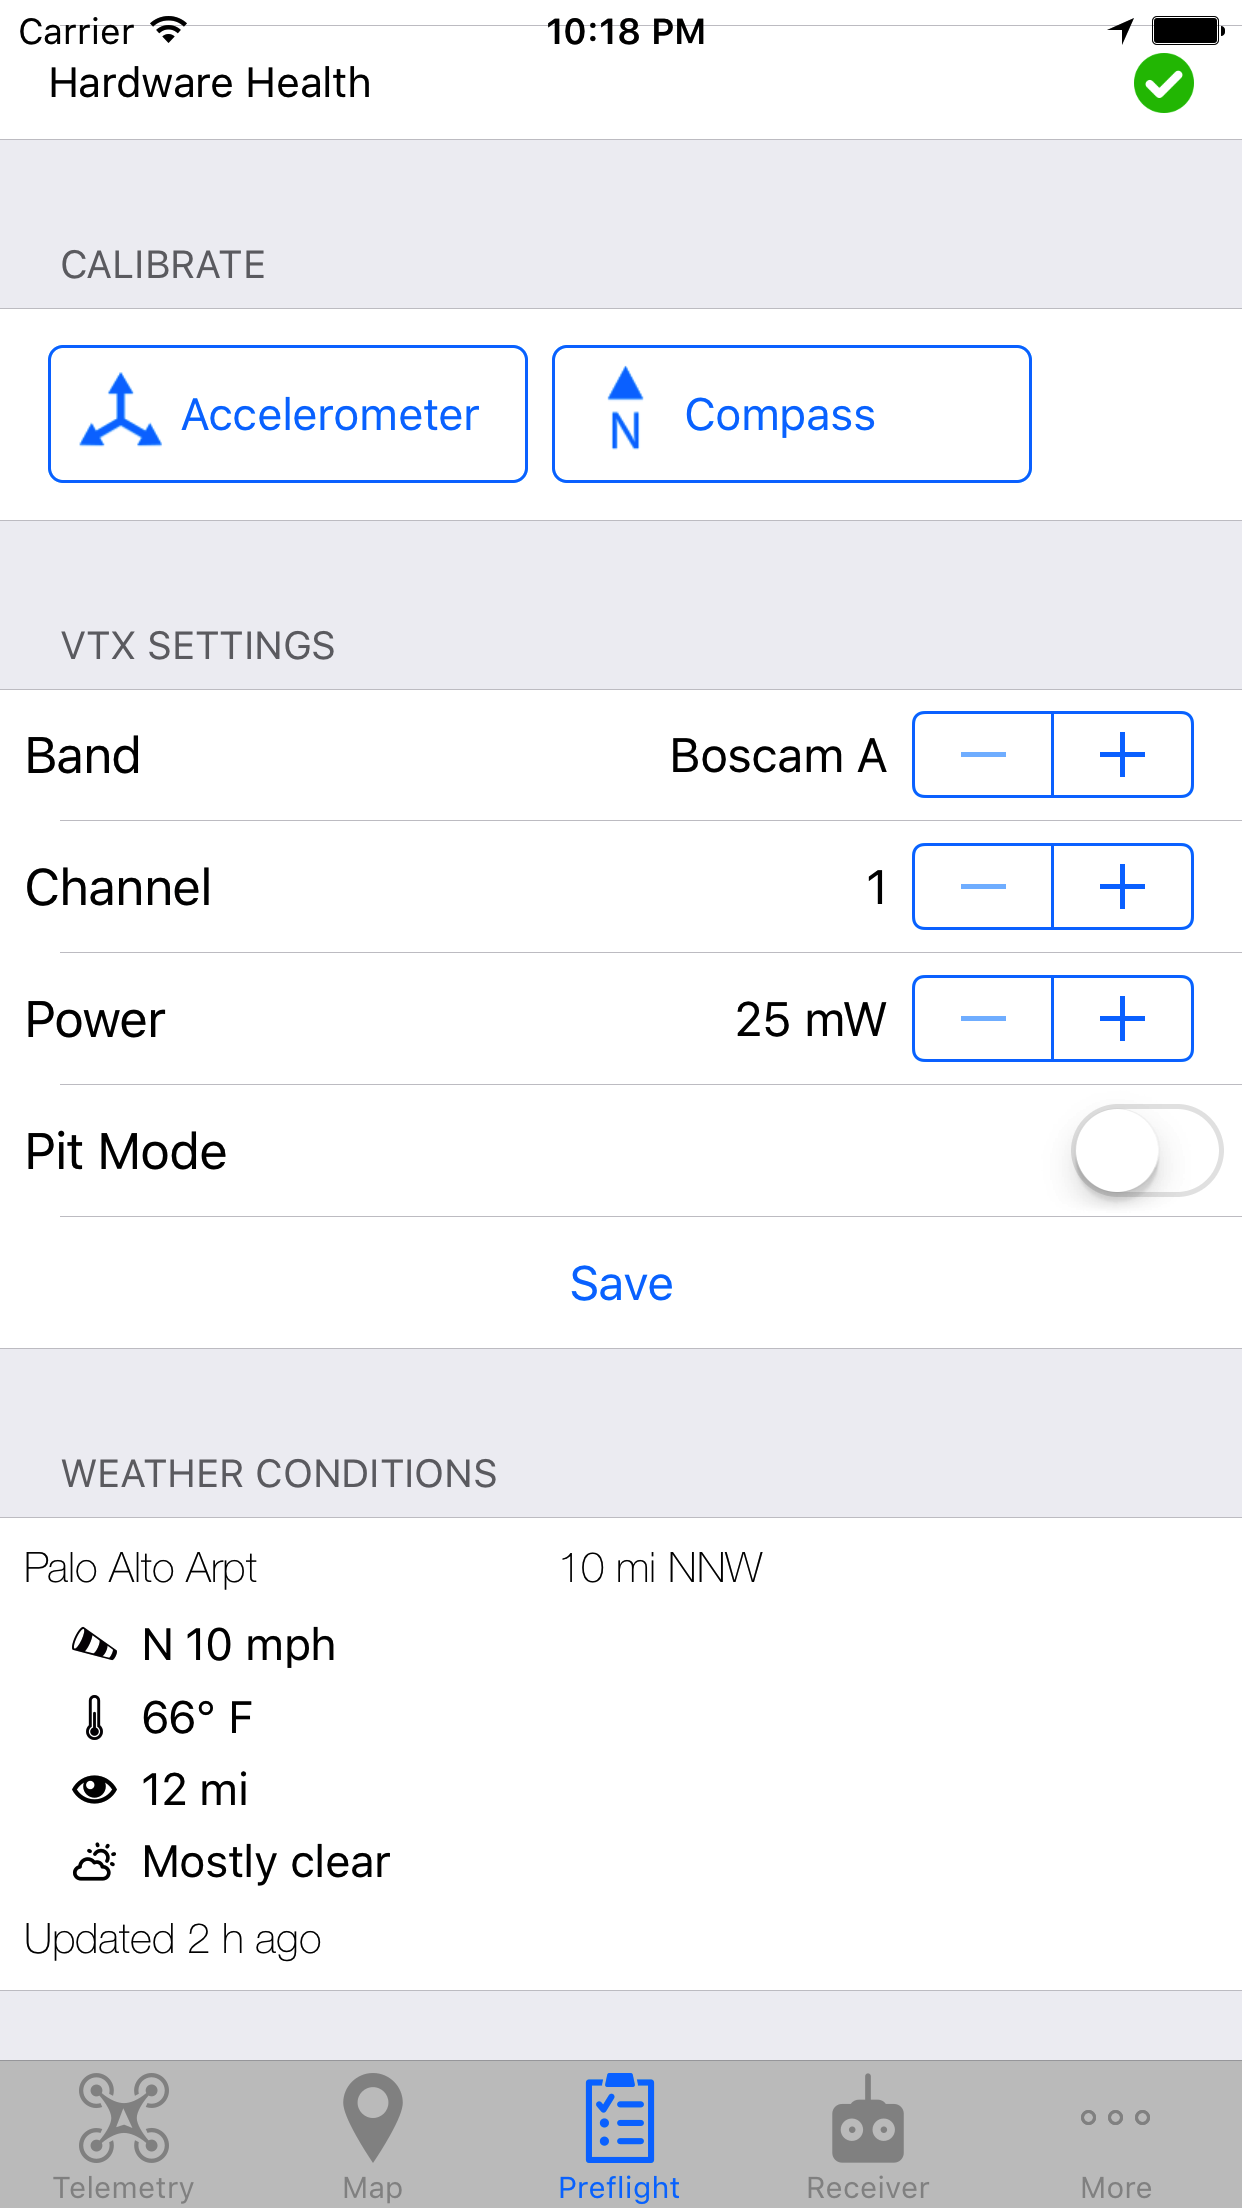 Carrier 10:18 PM
Hardware Health
CALIBRATE
Accelerometer N Compass
VTX SETTINGS
Band Boscam A − +
Channel 1 − +
Power 25 mW − +
Pit Mode
Save
WEATHER CONDITIONS
Palo Alto Arpt 10 mi NNW
N 10 mph
66° F
12 mi
Mostly clear
Updated 2 h ago
Telemetry Map Preflight Receiver More